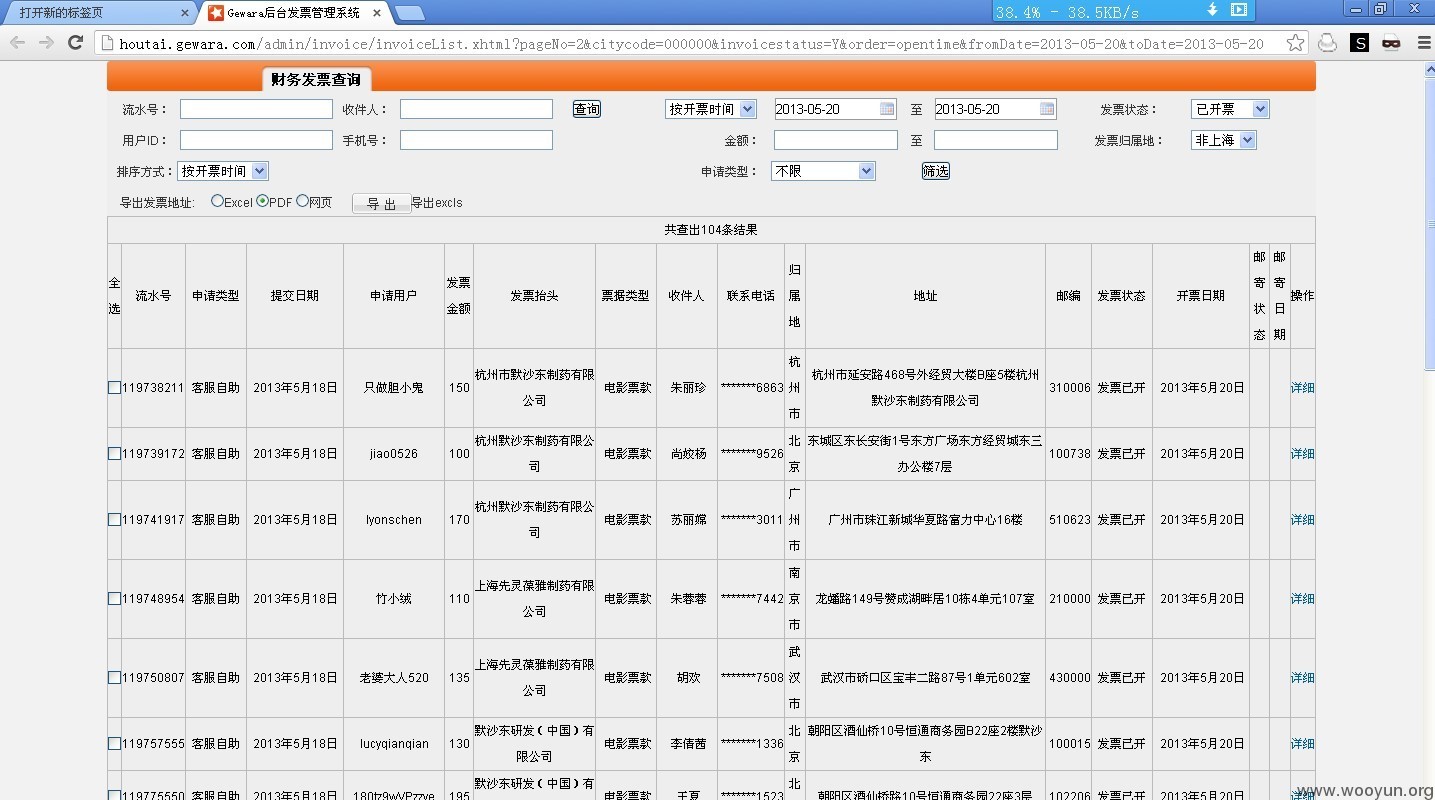 打开新的标签页 × Gewara后台发票管理系统 ×
38.4% - 38.5KB/s
houtai.gewara.com/admin/invoice/invoiceList.xhtml?pageNo=2&citycode=000000&invoicestatus=Y&order=opentime&fromDate=2013-05-20&toDate=2013-05-20
财务发票查询
流水号： 收件人： 查询 按开票时间 2013-05-20 至 2013-05-20 发票状态： 已开票
用户ID： 手机号： 金额： 至 发票归属地： 非上海
排序方式： 按开票时间 申请类型： 不限 筛选
导出发票地址: Excel PDF 网页 导 出 导出excls
共查出104条结果
全选 流水号 申请类型 提交日期 申请用户 发票金额 发票抬头 票据类型 收件人 联系电话 归属地 地址 邮编 发票状态 开票日期 邮寄状态 邮寄日期 操作
119738211 客服自助 2013年5月18日 只做胆小鬼 150 杭州市默沙东制药有限公司 电影票款 朱丽珍 *******6863 杭州市 杭州市延安路468号外经贸大楼B座5楼杭州默沙东制药有限公司 310006 发票已开 2013年5月20日 详细
119739172 客服自助 2013年5月18日 jiao0526 100 杭州默沙东制药有限公司 电影票款 尚姣杨 *******9526 北京 东城区东长安街1号东方广场东方经贸城东三办公楼7层 100738 发票已开 2013年5月20日 详细
119741917 客服自助 2013年5月18日 lyonschen 170 杭州默沙东制药有限公司 电影票款 苏丽嫦 *******3011 广州市 广州市珠江新城华夏路富力中心16楼 510623 发票已开 2013年5月20日 详细
119748954 客服自助 2013年5月18日 竹小绒 110 上海先灵葆雅制药有限公司 电影票款 朱蓉蓉 *******7442 南京市 龙蟠路149号赞成湖畔居10栋4单元107室 210000 发票已开 2013年5月20日 详细
119750807 客服自助 2013年5月18日 老婆大人520 135 上海先灵葆雅制药有限公司 电影票款 胡欢 *******7508 武汉市 武汉市硚口区宝丰二路87号1单元602室 430000 发票已开 2013年5月20日 详细
119757555 客服自助 2013年5月18日 lucyqianqian 130 默沙东研发（中国）有限公司 电影票款 李倩茜 *******1336 北京 朝阳区酒仙桥10号恒通商务园B22座2楼默沙东 100015 发票已开 2013年5月20日 详细
119775550 客服自助 2013年5月18日 195 默沙东研发（中国）有 电影票款 王夏 *******1523 北 朝阳区酒仙桥路10号恒通商务园22座3层 102206 发票已开 2013年5月20日
www.wooyun.org